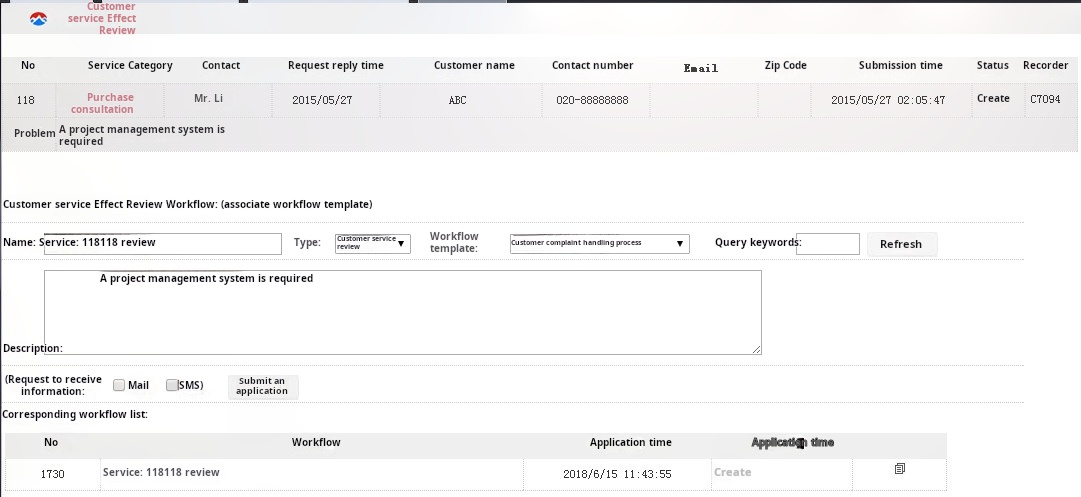 Customer
service Effect
Review
No Service Category Contact Request reply time Customer name Contact number Email Zip Code Submission time Status Recorder
118 Purchase consultation Mr. Li 2015/05/27 ABC 020-88888888 2015/05/27 02:05:47 Create C7094
Problem A project management system is
required
Customer service Effect Review Workflow: (associate workflow template)
Name: Service: 118118 review Type: Customer service review Workflow template: Customer complaint handling process Query keywords: Refresh
A project management system is required
Description:
(Request to receive information: Mail SMS) Submit an application
Corresponding workflow list:
No Workflow Application time Application time
1730 Service: 118118 review 2018/6/15 11:43:55 Create